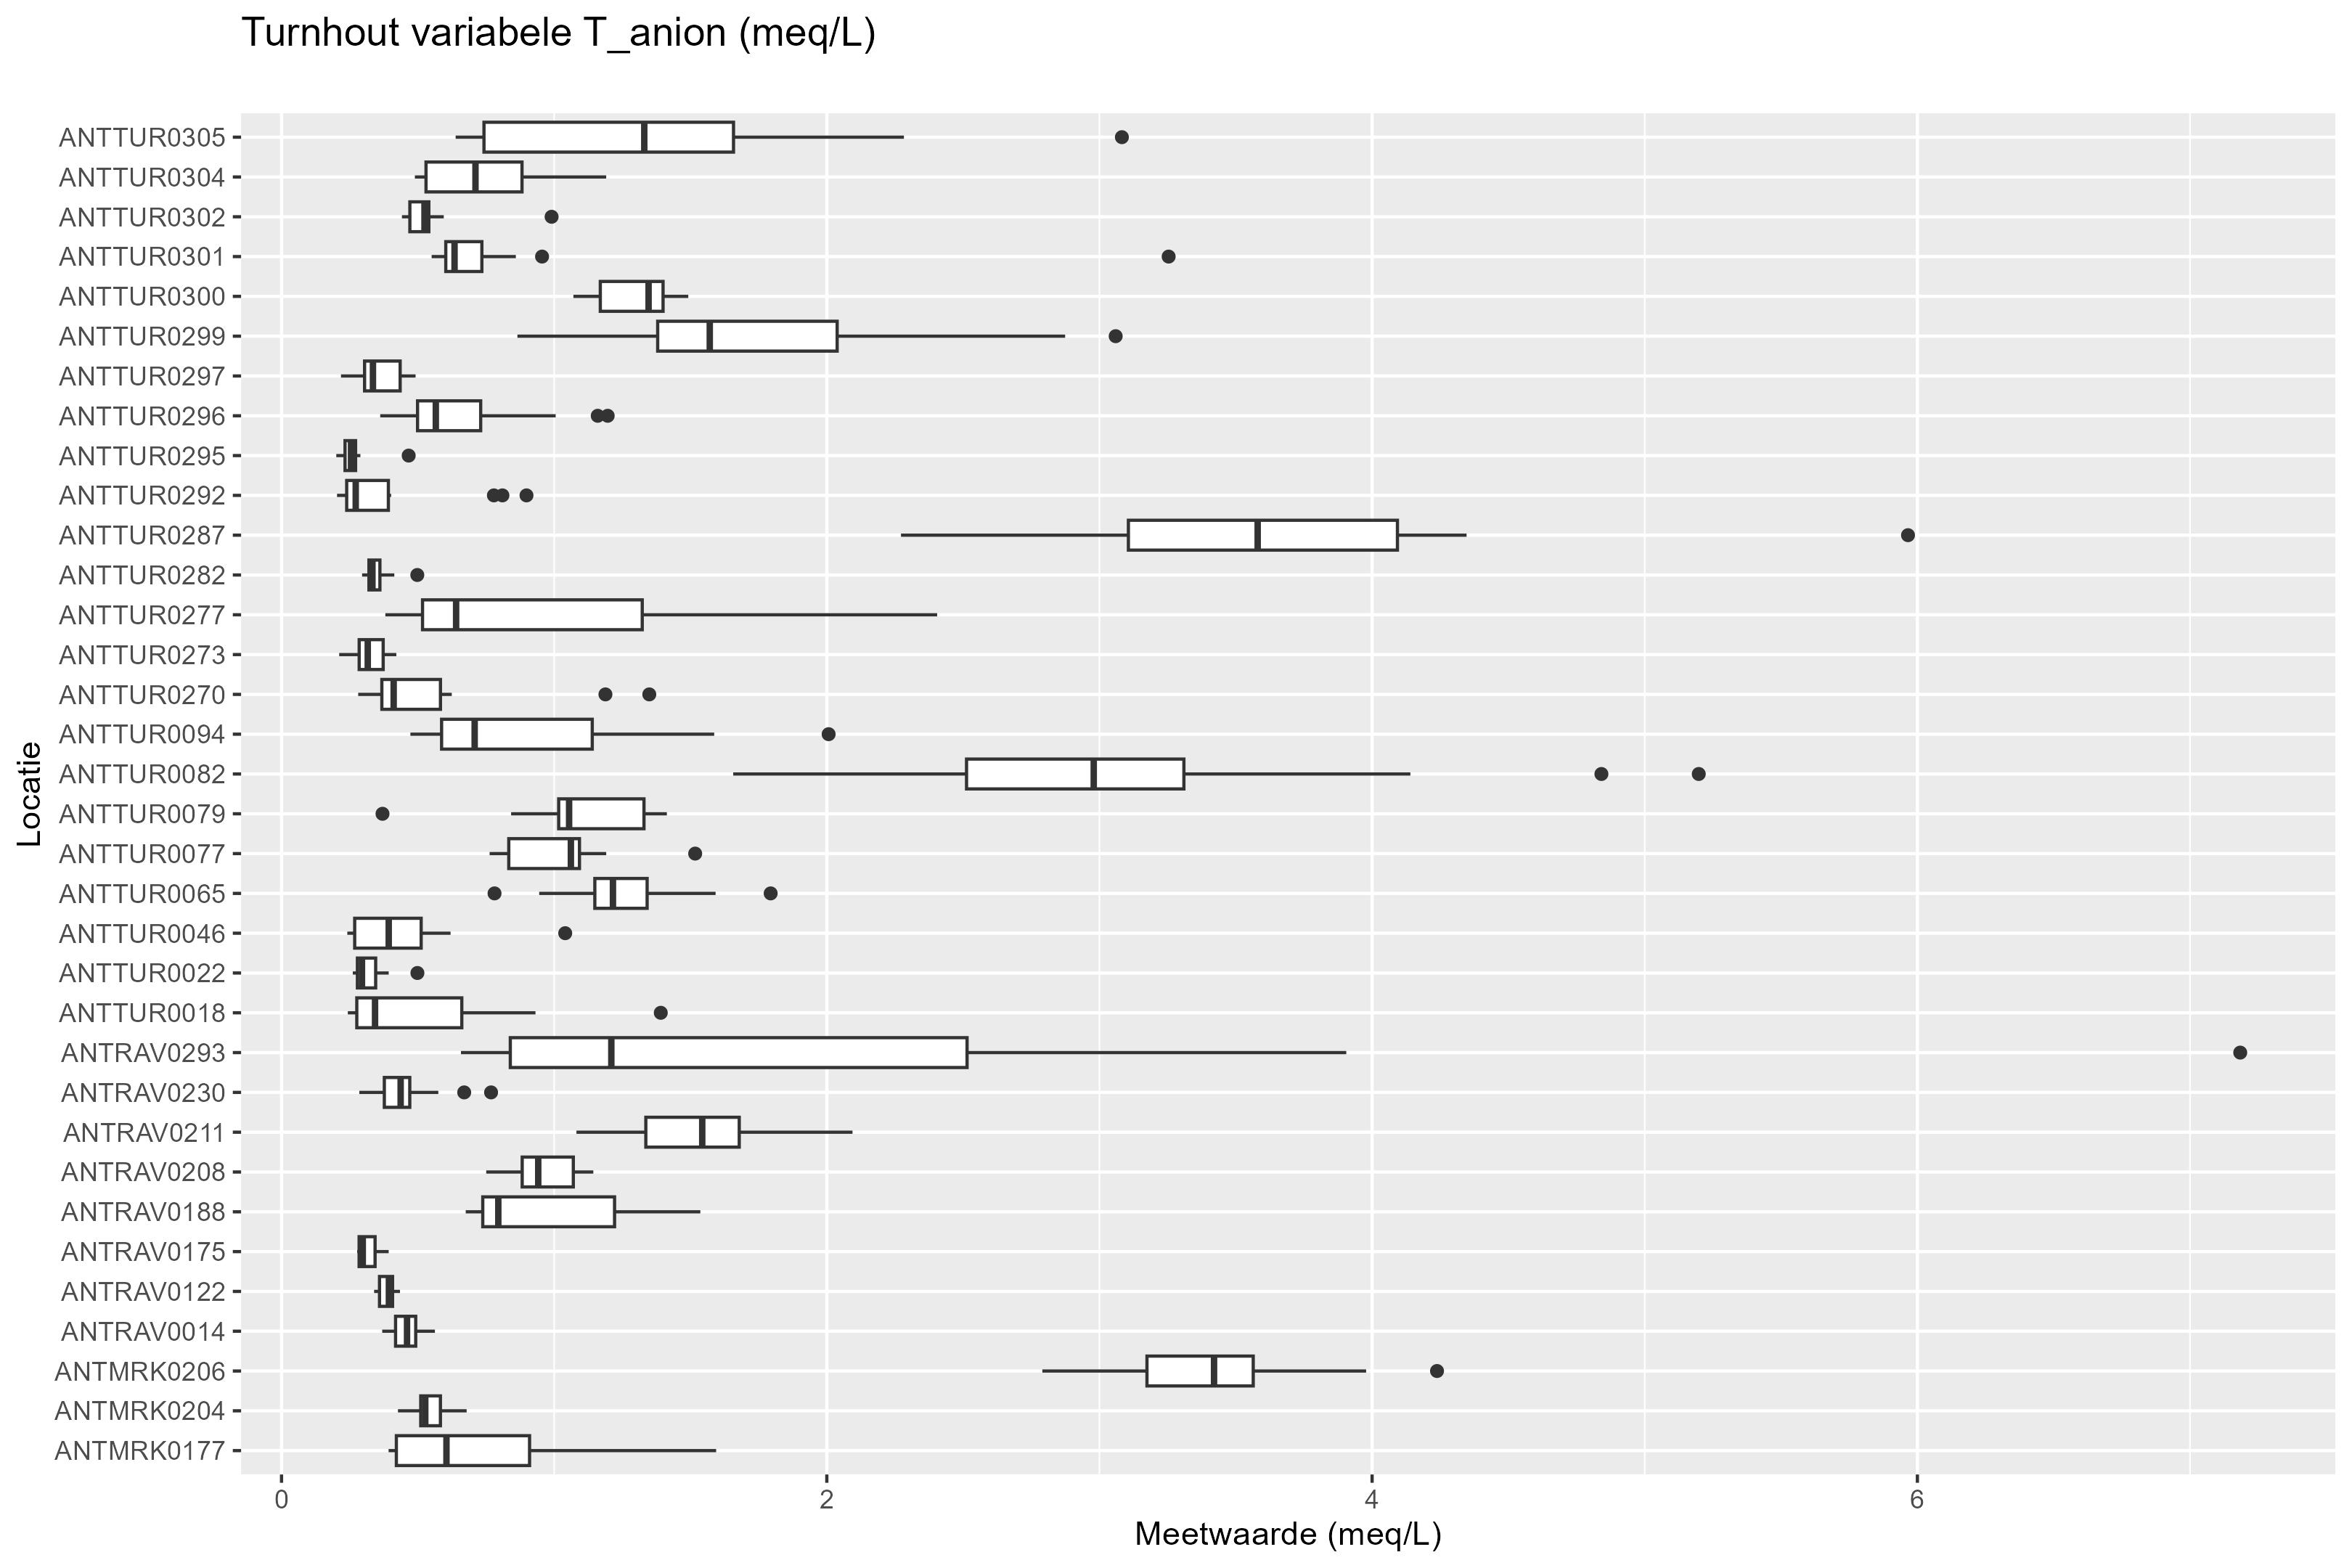 Turnhout variabele T_anion (meq/L)
ANTTUR0305
ANTTUR0304
ANTTUR0302
ANTTUR0301
ANTTUR0300
ANTTUR0299
ANTTUR0297
ANTTUR0296
ANTTUR0295
ANTTUR0292
ANTTUR0287
ANTTUR0282
ANTTUR0277
ANTTUR0273
ANTTUR0270
ANTTUR0094
ANTTUR0082
ANTTUR0079
ANTTUR0077
ANTTUR0065
ANTTUR0046
ANTTUR0022
ANTTUR0018
ANTRAV0293
ANTRAV0230
ANTRAV0211
ANTRAV0208
ANTRAV0188
ANTRAV0175
ANTRAV0122
ANTRAV0014
ANTMRK0206
ANTMRK0204
ANTMRK0177
Locatie
0 2 4 6
Meetwaarde (meq/L)